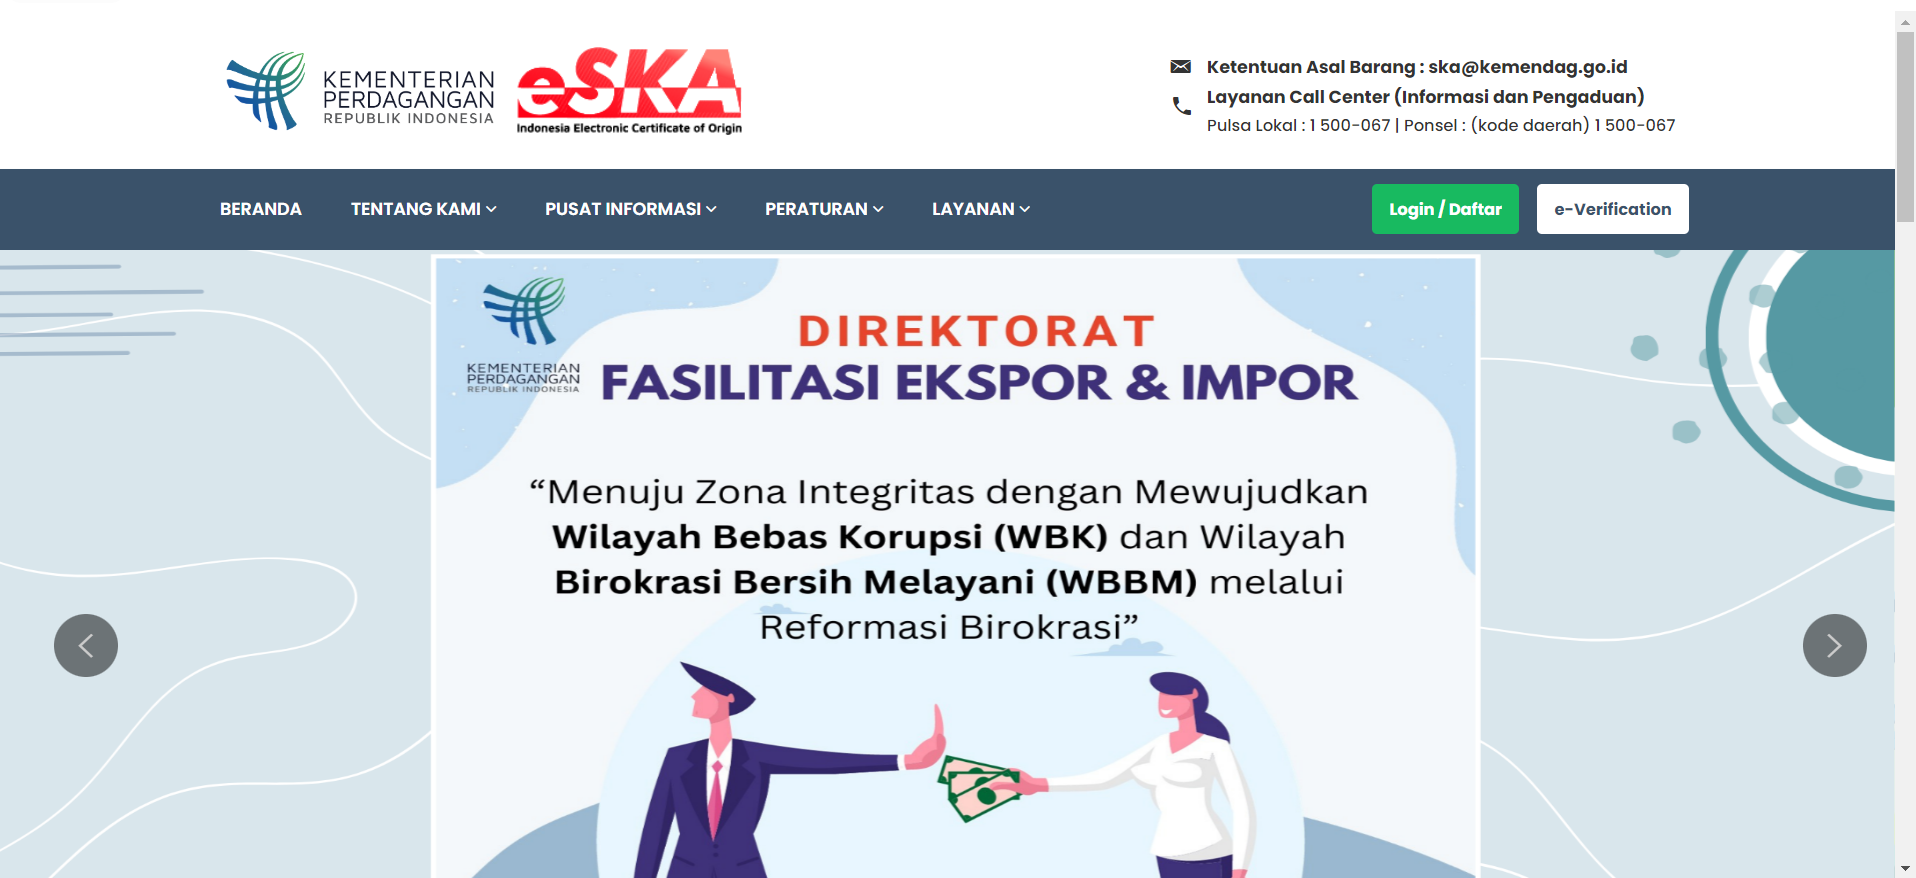 KEMENTERIAN
PERDAGANGAN
REPUBLIK INDONESIA
eSKA
Indonesia Electronic Certificate of Origin
Ketentuan Asal Barang : ska@kemendag.go.id
Layanan Call Center (Informasi dan Pengaduan)
Pulsa Lokal : 1 500-067 | Ponsel : (kode daerah) 1 500-067
BERANDA TENTANG KAMI PUSAT INFORMASI PERATURAN LAYANAN Login / Daftar e-Verification
KEMENTERIAN
PERDAGANGAN
REPUBLIK INDONESIA
DIREKTORAT
FASILITASI EKSPOR & IMPOR
“Menuju Zona Integritas dengan Mewujudkan
Wilayah Bebas Korupsi (WBK) dan Wilayah
Birokrasi Bersih Melayani (WBBM) melalui
Reformasi Birokrasi”